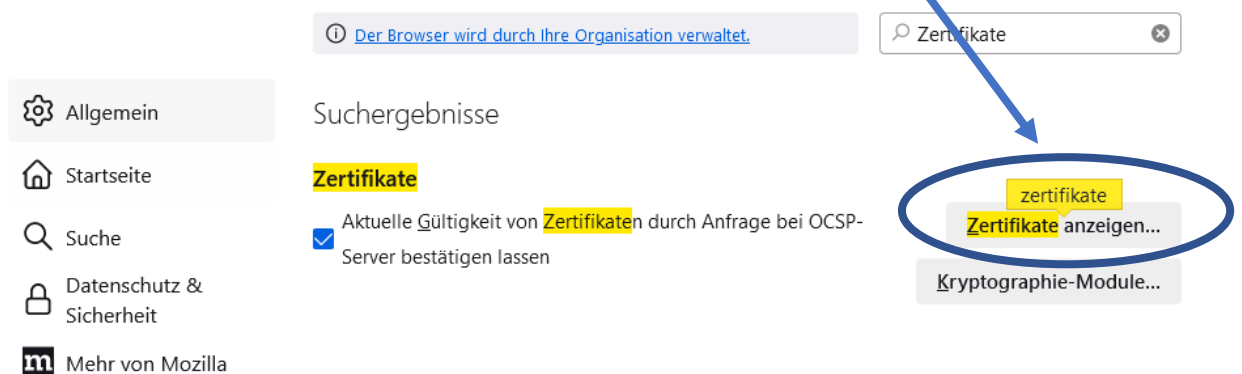 Der Browser wird durch Ihre Organisation verwaltet.
Zertifikate
Allgemein
Startseite
Suche
Datenschutz &
Sicherheit
m
Mehr von Mozilla
Suchergebnisse
Zertifikate
Aktuelle Gültigkeit von Zertifikaten durch Anfrage bei OCSP-
Server bestätigen lassen
zertifikate
Zertifikate anzeigen...
Kryptographie-Module...